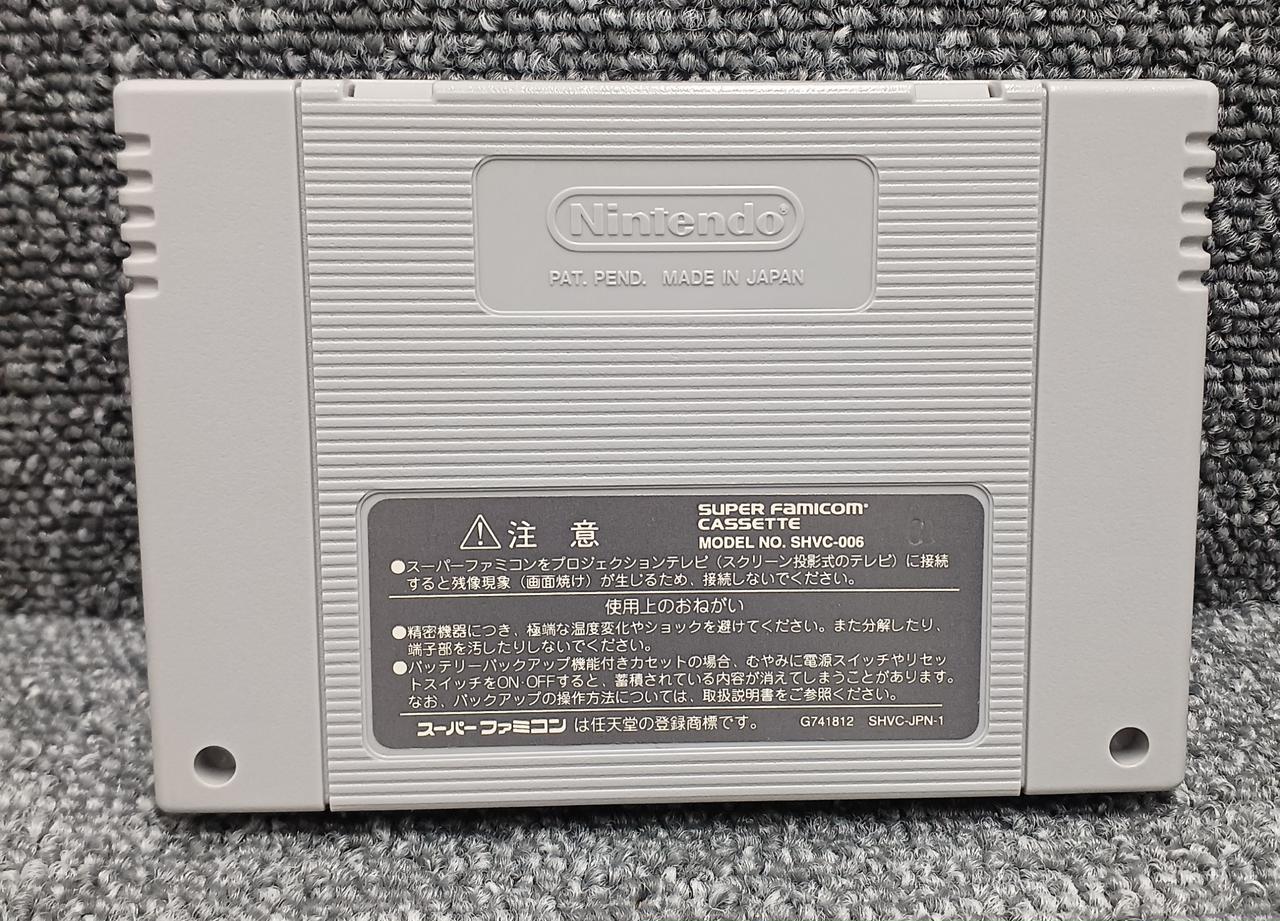 Nintendo®
PAT. PEND. MADE IN JAPAN
⚠注 意
SUPER FAMICOM®
CASSETTE
MODEL NO. SHVC-006
●スーパーファミコンをプロジェクションテレビ（スクリーン投影式のテレビ）に接続
すると残像現象（画面焼け）が生じるため、接続しないでください。
使用上のおねがい
●精密機器につき、極端な温度変化やショックを避けてください。また分解したり、
端子部を汚したりしないでください。
●バッテリーバックアップ機能付きカセットの場合、むやみに電源スイッチやリセッ
トスイッチをON・OFFすると、蓄積されている内容が消えてしまうことがあります。
なお、バックアップの操作方法については、取扱説明書をご参照ください。
スーパーファミコンは任天堂の登録商標です。 G741812 SHVC-JPN-1